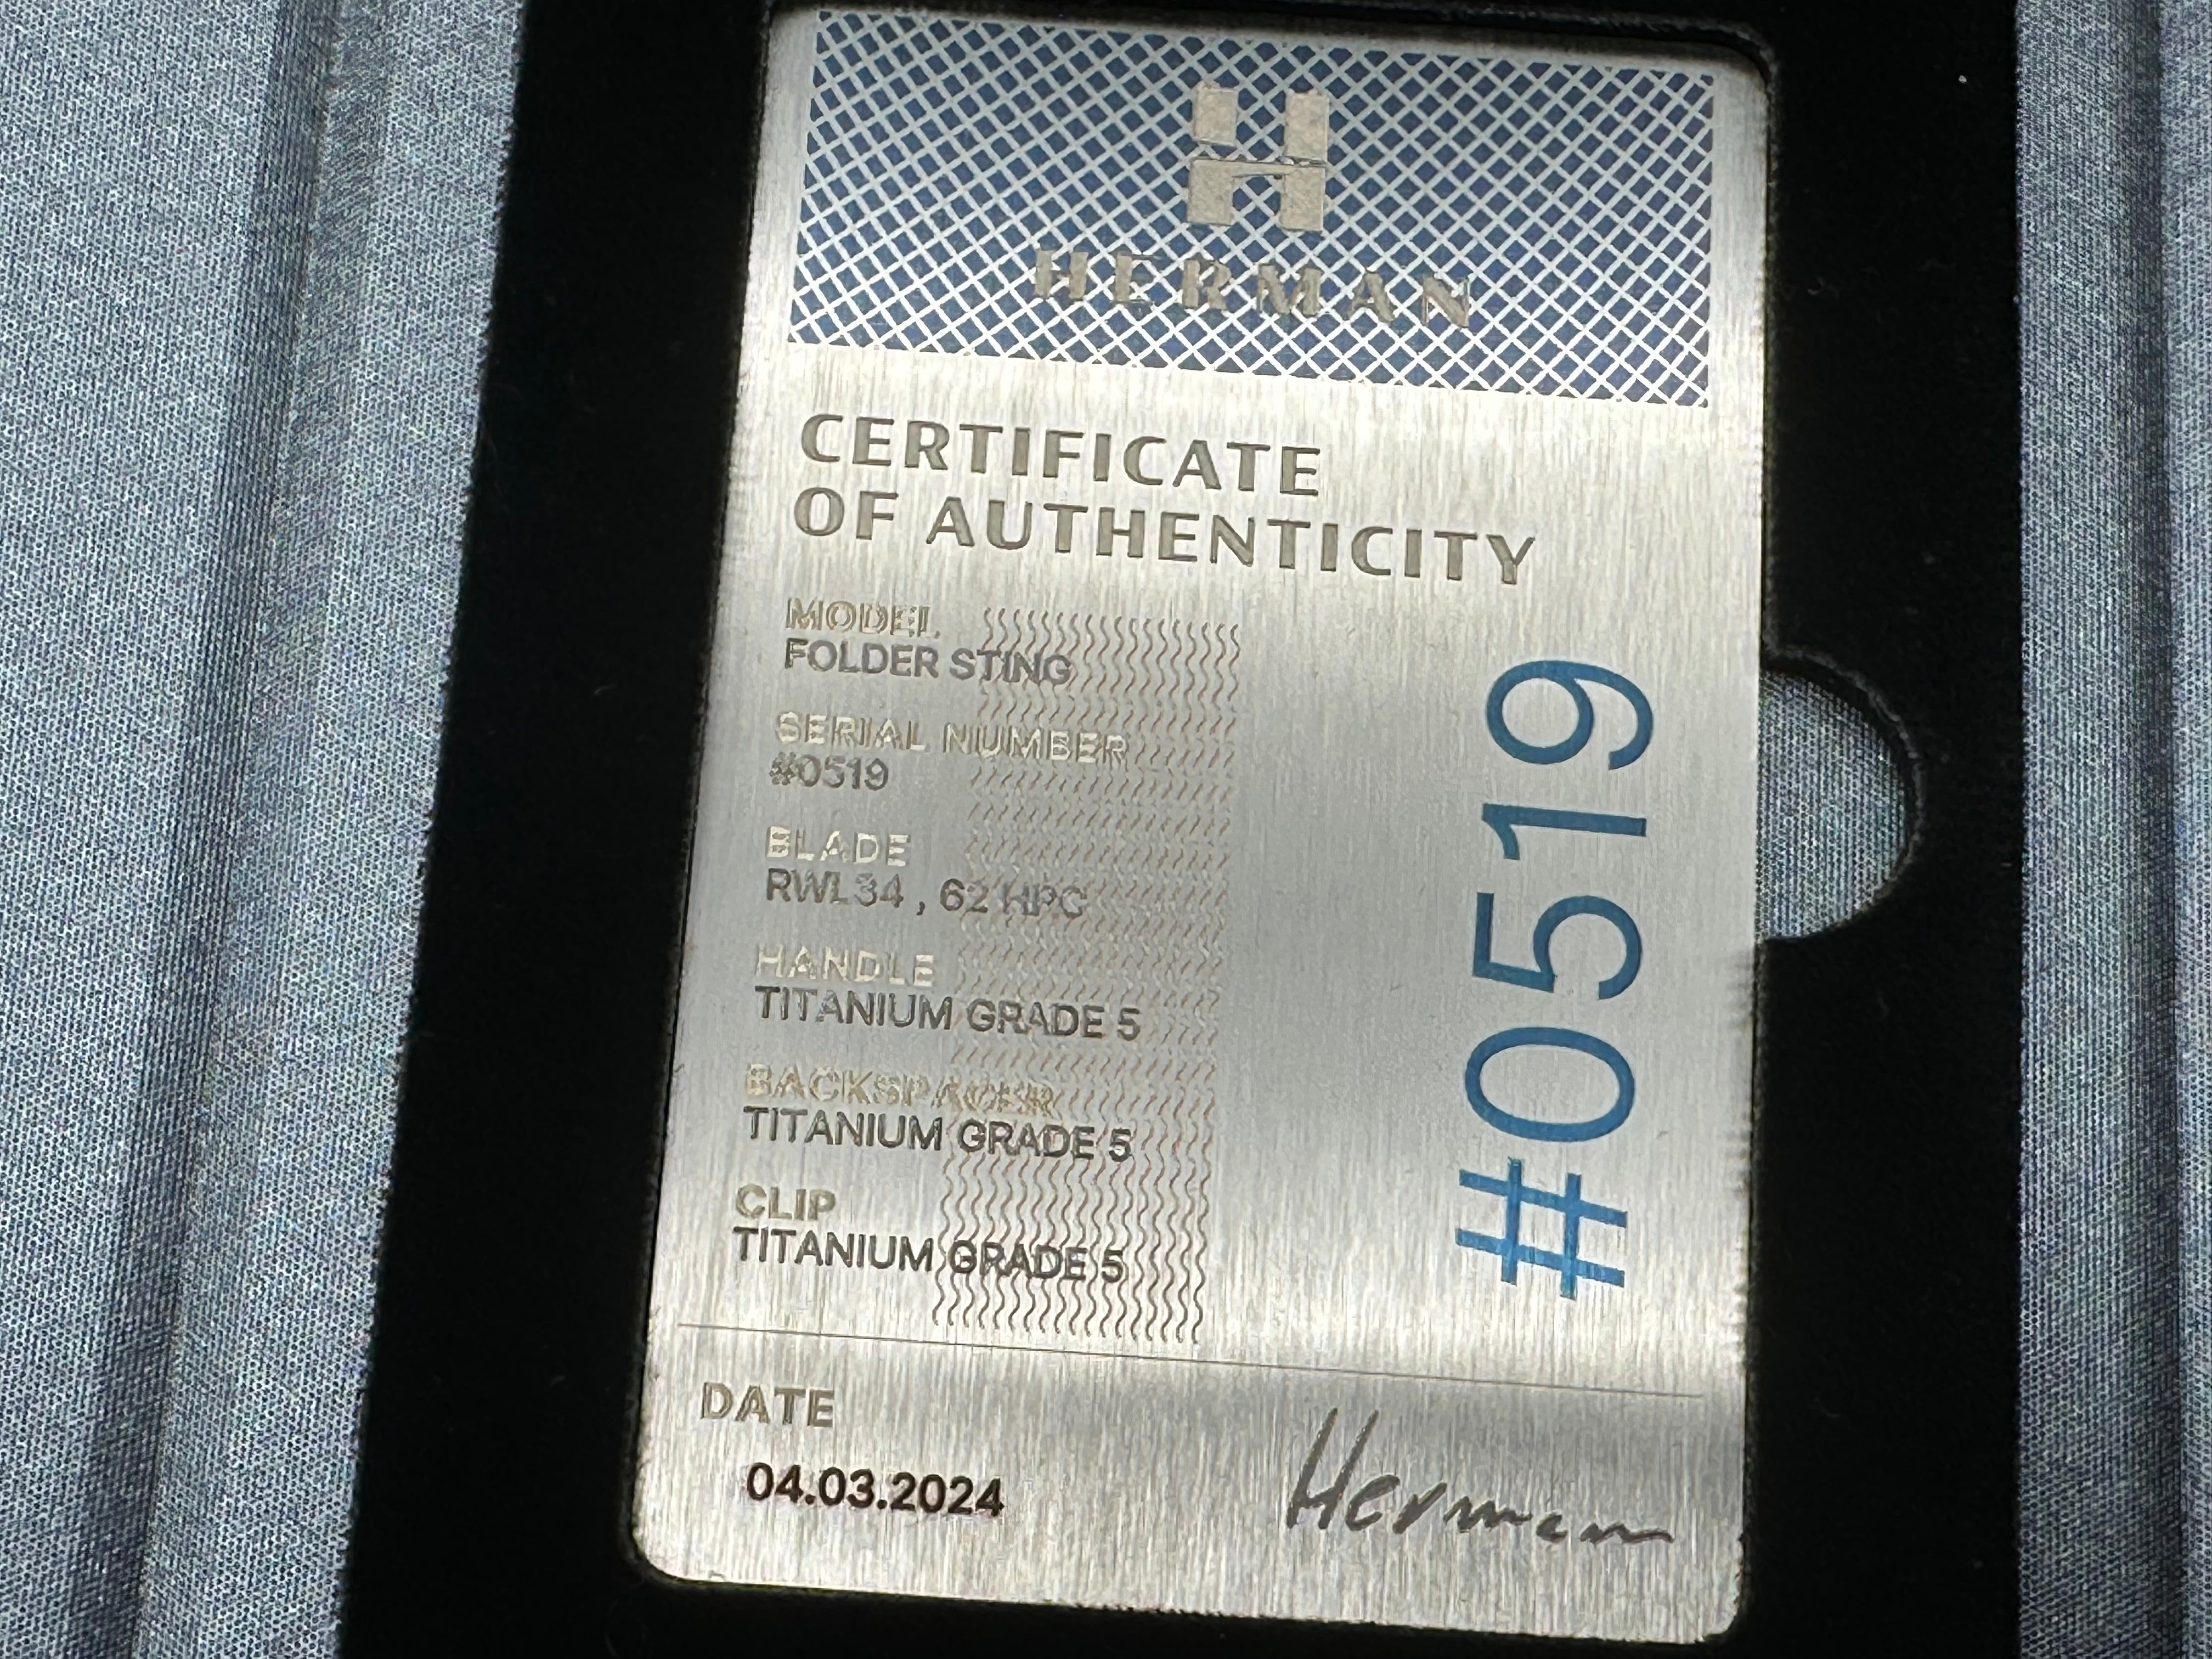 H
HERMAN
CERTIFICATE
OF AUTHENTICITY
MODEL
FOLDER STING
SERIAL NUMBER
#0519
BLADE
RWL34 , 62 HRC
HANDLE
TITANIUM GRADE 5
BACKSPACER
TITANIUM GRADE 5
CLIP
TITANIUM GRADE 5
#0519
DATE
04.03.2024
Herman